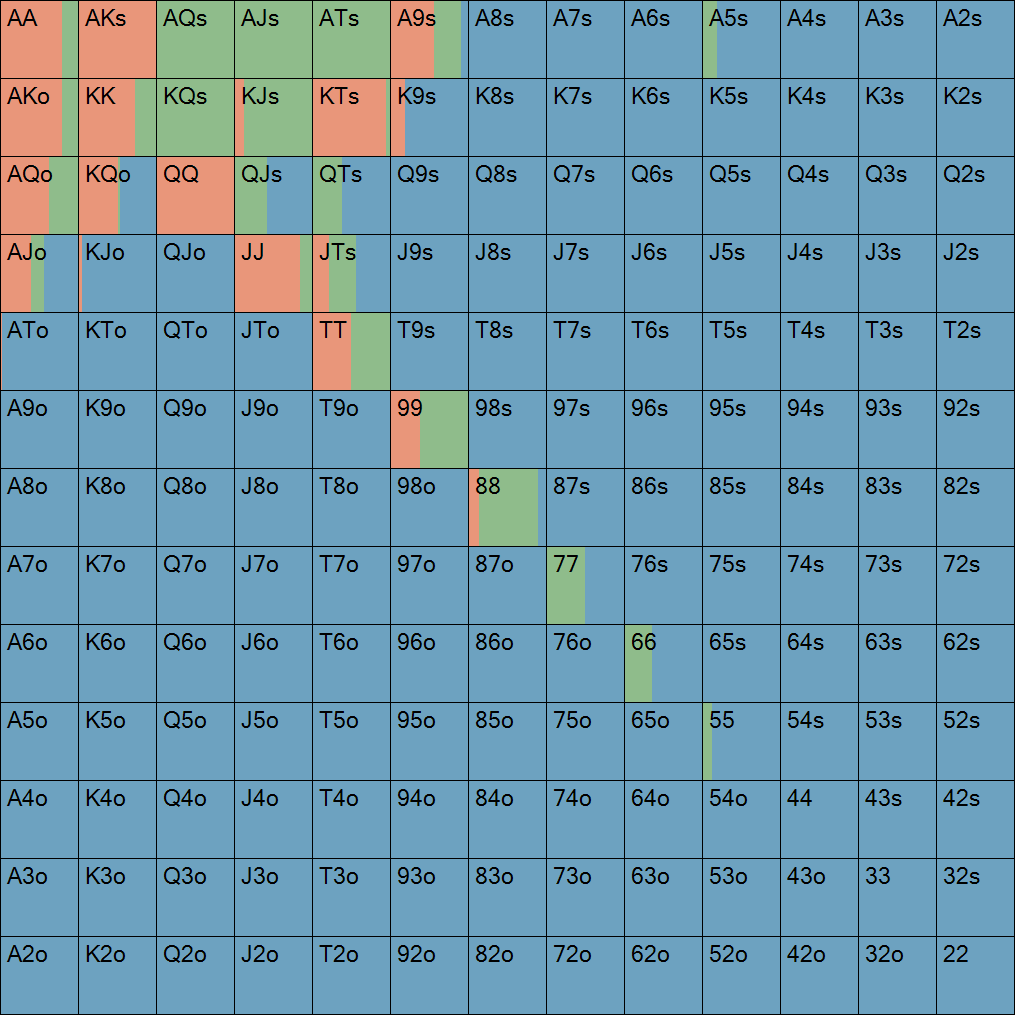 AA AKs AQs AJs ATs A9s A8s A7s A6s A5s A4s A3s A2s
AKo KK KQs KJs KTs K9s K8s K7s K6s K5s K4s K3s K2s
AQo KQo QQ QJs QTs Q9s Q8s Q7s Q6s Q5s Q4s Q3s Q2s
AJo KJo QJo JJ JTs J9s J8s J7s J6s J5s J4s J3s J2s
ATo KTo QTo JTo TT T9s T8s T7s T6s T5s T4s T3s T2s
A9o K9o Q9o J9o T9o 99 98s 97s 96s 95s 94s 93s 92s
A8o K8o Q8o J8o T8o 98o 88 87s 86s 85s 84s 83s 82s
A7o K7o Q7o J7o T7o 97o 87o 77 76s 75s 74s 73s 72s
A6o K6o Q6o J6o T6o 96o 86o 76o 66 65s 64s 63s 62s
A5o K5o Q5o J5o T5o 95o 85o 75o 65o 55 54s 53s 52s
A4o K4o Q4o J4o T4o 94o 84o 74o 64o 54o 44 43s 42s
A3o K3o Q3o J3o T3o 93o 83o 73o 63o 53o 43o 33 32s
A2o K2o Q2o J2o T2o 92o 82o 72o 62o 52o 42o 32o 22